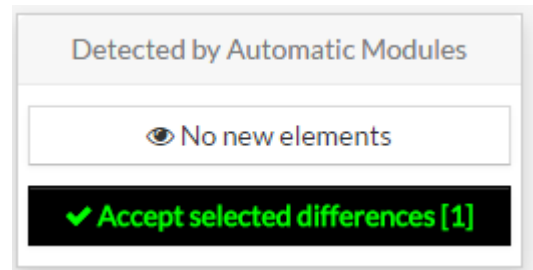 Detected by Automatic Modules
No new elements
Accept selected differences [1]